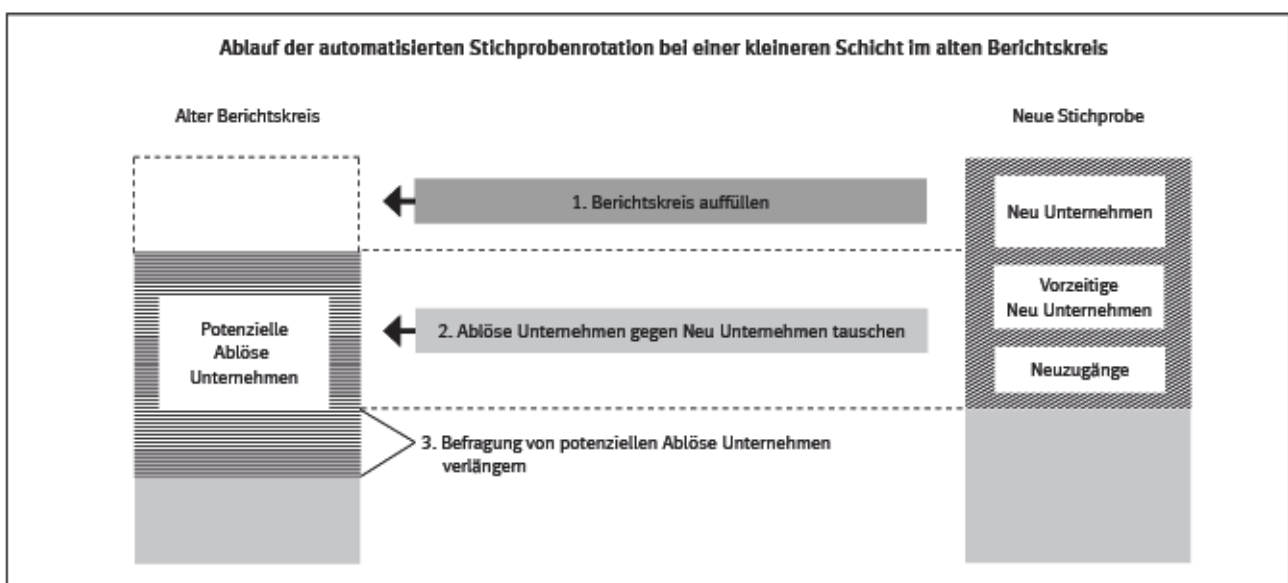 Ablauf der automatisierten Stichprobenrotation bei einer kleineren Schicht im alten Berichtskreis
Alter Berichtskreis
Neue Stichprobe
1. Berichtskreis auffüllen
Neu Unternehmen
Vorzeitige
Neu Unternehmen
Potenzielle
Ablöse
Unternehmen
2. Ablöse Unternehmen gegen Neu Unternehmen tauschen
Neuzugänge
3. Befragung von potenziellen Ablöse Unternehmen
verlängern